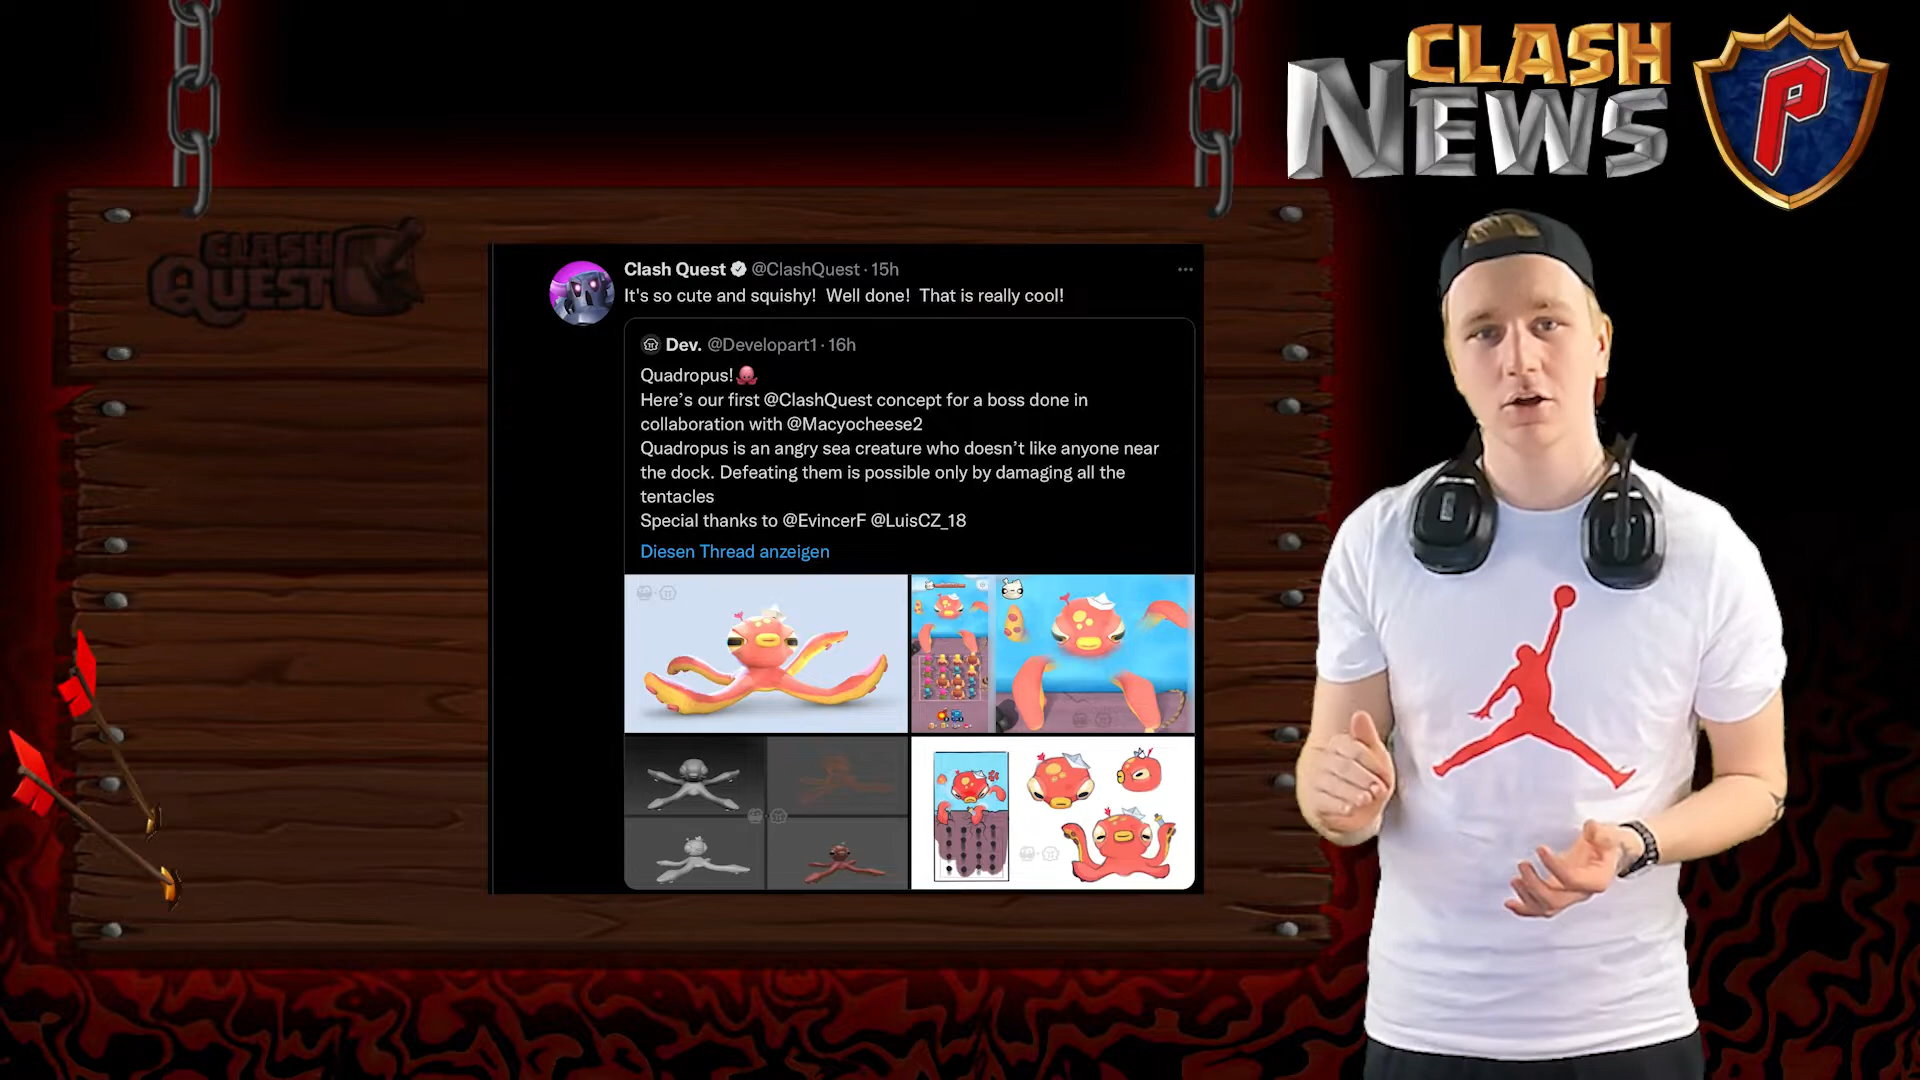 CLASH
NEWS
P
CLASH
QUEST
Clash Quest @ClashQuest · 15h
It's so cute and squishy! Well done! That is really cool!
Dev. @Developart1 · 16h
Quadropus!
Here's our first @ClashQuest concept for a boss done in
collaboration with @Macyocheese2
Quadropus is an angry sea creature who doesn't like anyone near
the dock. Defeating them is possible only by damaging all the
tentacles
Special thanks to @EvincerF @LuisCZ_18
Diesen Thread anzeigen